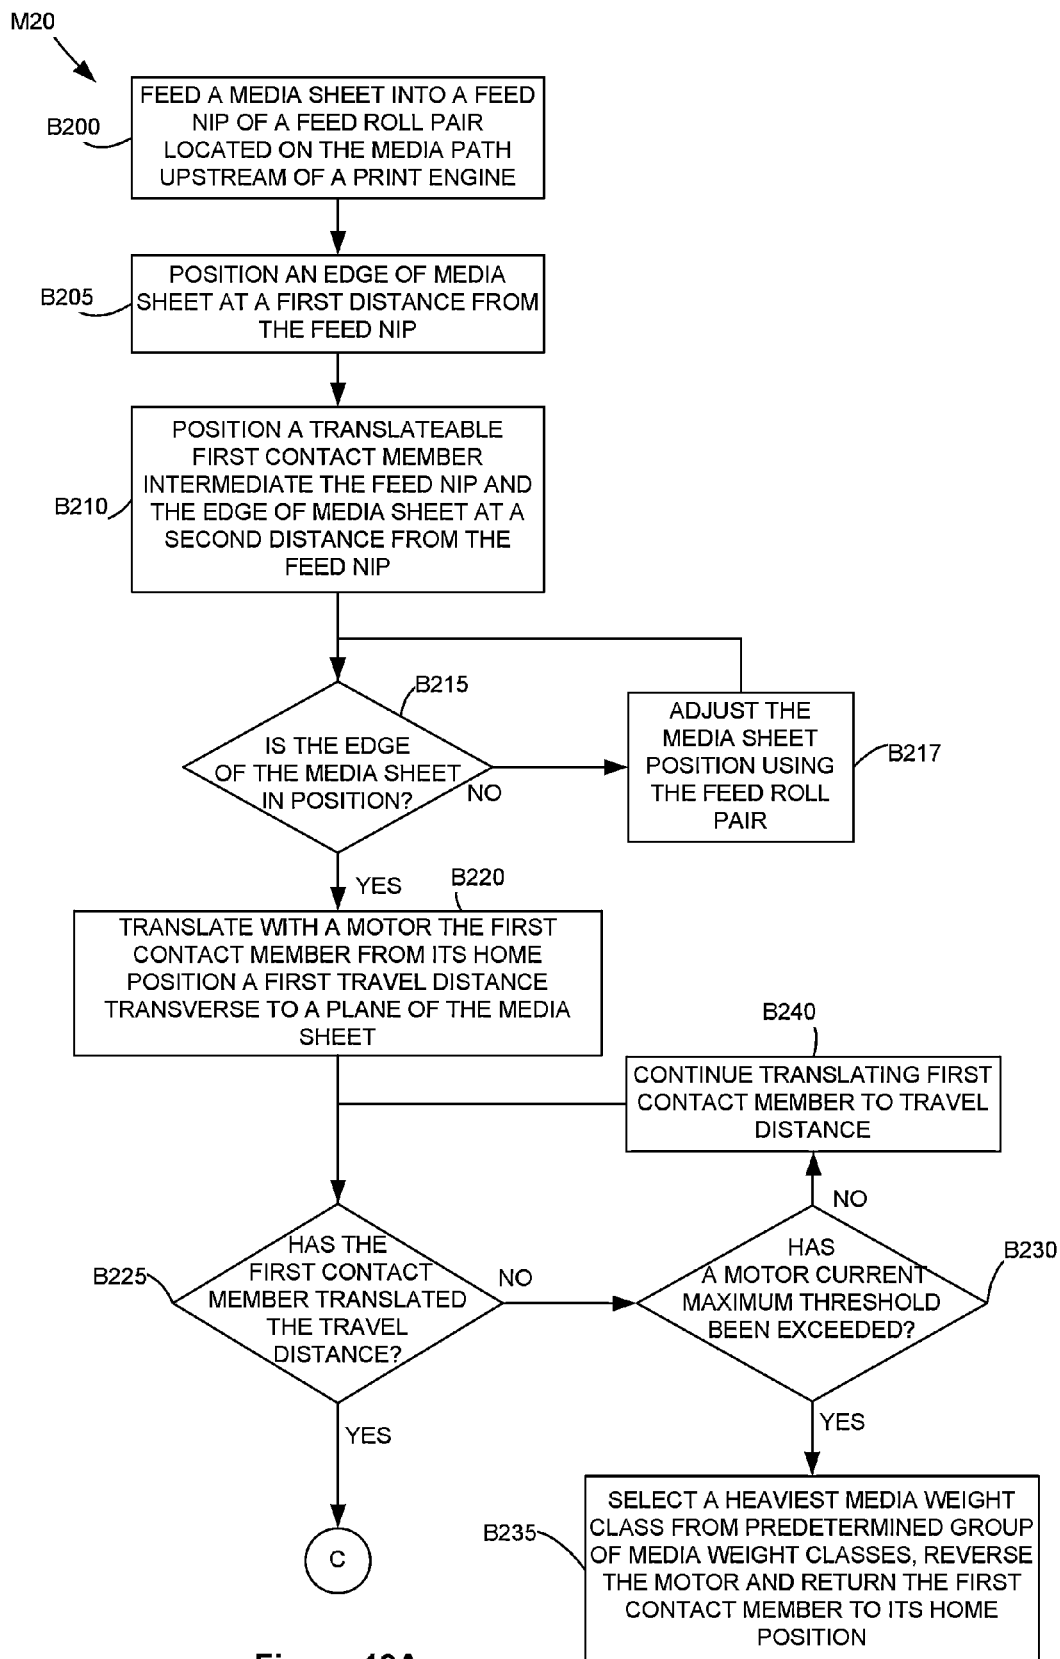 M20
FEED A MEDIA SHEET INTO A FEED
NIP OF A FEED ROLL PAIR
LOCATED ON THE MEDIA PATH
UPSTREAM OF A PRINT ENGINE
B200
POSITION AN EDGE OF MEDIA
SHEET AT A FIRST DISTANCE FROM
THE FEED NIP
B205
POSITION A TRANSLATEABLE
FIRST CONTACT MEMBER
INTERMEDIATE THE FEED NIP AND
THE EDGE OF MEDIA SHEET AT A
SECOND DISTANCE FROM THE
FEED NIP
B210
B215
IS THE EDGE
OF THE MEDIA SHEET
IN POSITION?
NO
ADJUST THE
MEDIA SHEET
POSITION USING
THE FEED ROLL
PAIR
B217
YES
B220
TRANSLATE WITH A MOTOR THE FIRST
CONTACT MEMBER FROM ITS HOME
POSITION A FIRST TRAVEL DISTANCE
TRANSVERSE TO A PLANE OF THE MEDIA
SHEET
B240
CONTINUE TRANSLATING FIRST
CONTACT MEMBER TO TRAVEL
DISTANCE
NO
B225
HAS THE
FIRST CONTACT
MEMBER TRANSLATED
THE TRAVEL
DISTANCE?
NO
HAS
A MOTOR CURRENT
MAXIMUM THRESHOLD
BEEN EXCEEDED?
B230
YES
YES
C
B235
SELECT A HEAVIEST MEDIA WEIGHT
CLASS FROM PREDETERMINED GROUP
OF MEDIA WEIGHT CLASSES, REVERSE
THE MOTOR AND RETURN THE FIRST
CONTACT MEMBER TO ITS HOME
POSITION